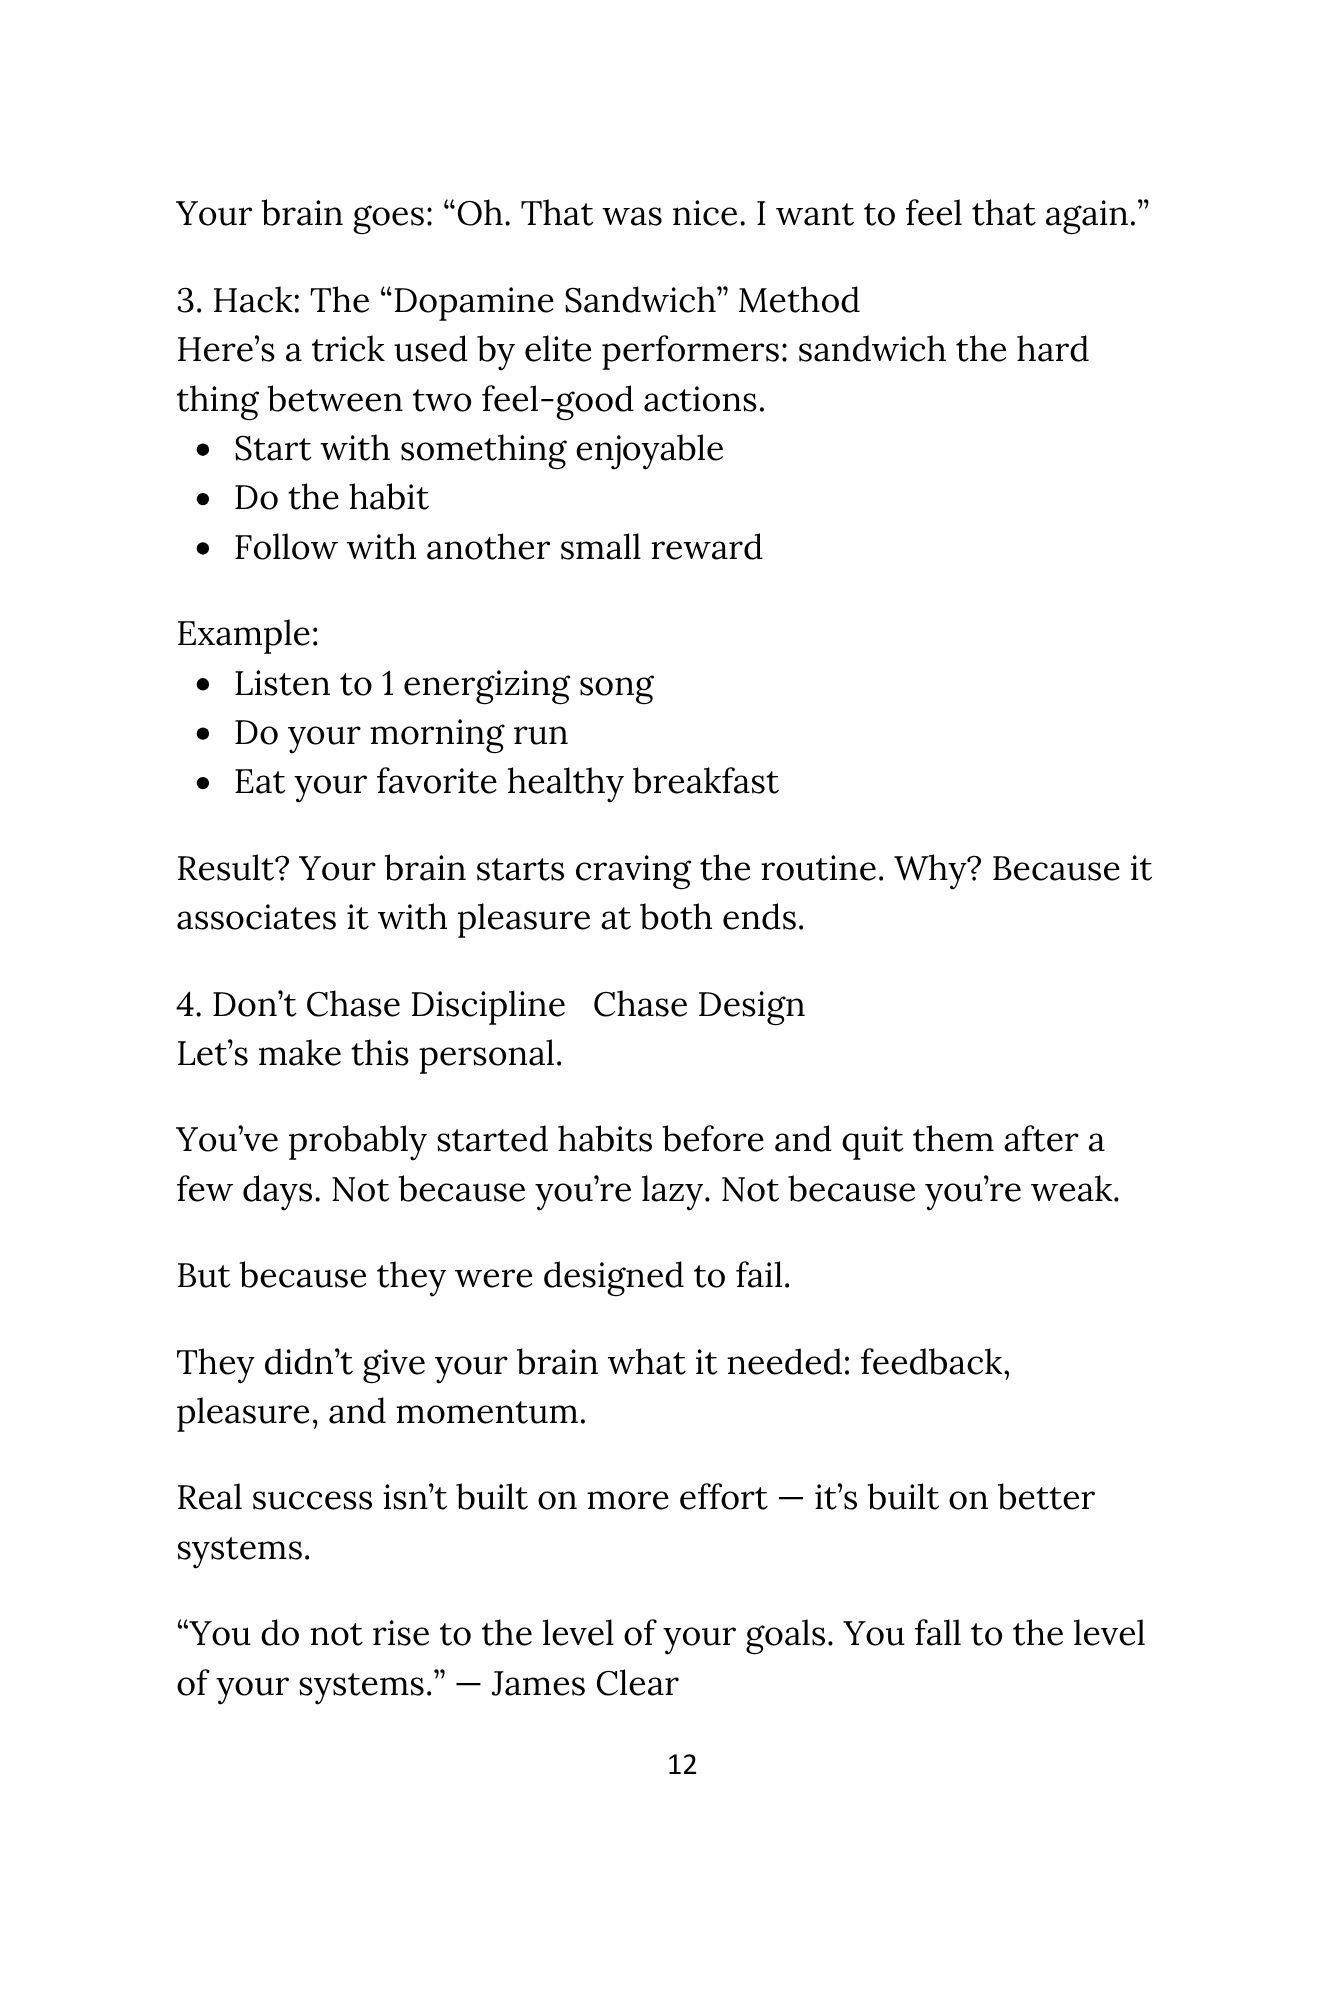 Your brain goes: “Oh. That was nice. I want to feel that again.”
3. Hack: The “Dopamine Sandwich” Method
Here’s a trick used by elite performers: sandwich the hard
thing between two feel-good actions.
• Start with something enjoyable
• Do the habit
• Follow with another small reward
Example:
• Listen to 1 energizing song
• Do your morning run
• Eat your favorite healthy breakfast
Result? Your brain starts craving the routine. Why? Because it
associates it with pleasure at both ends.
4. Don’t Chase Discipline   Chase Design
Let’s make this personal.
You’ve probably started habits before and quit them after a
few days. Not because you’re lazy. Not because you’re weak.
But because they were designed to fail.
They didn’t give your brain what it needed: feedback,
pleasure, and momentum.
Real success isn’t built on more effort — it’s built on better
systems.
“You do not rise to the level of your goals. You fall to the level
of your systems.” — James Clear
12